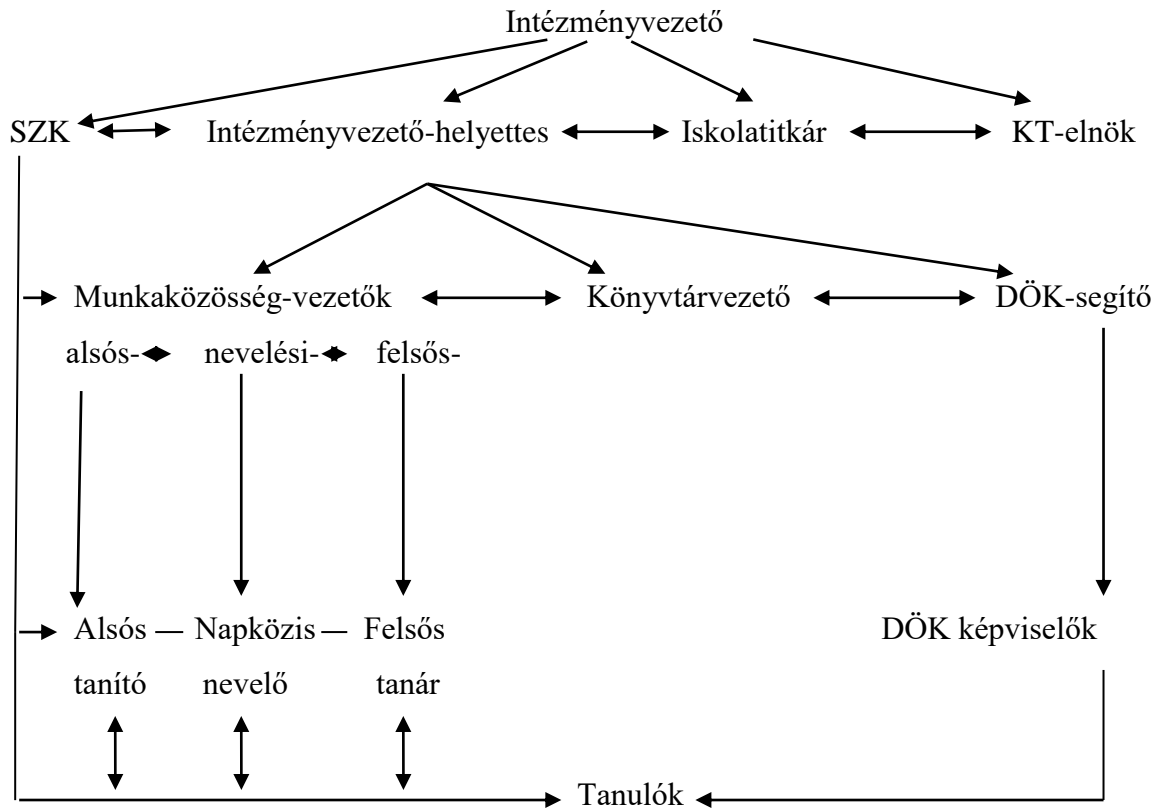 Intézményvezető
SZK Intézményvezető-helyettes Iskolatitkár KT-elnök
Munkaközösség-vezetők Könyvtárvezető DÖK-segítő
alsós- nevelési- felsős-
Alsós — Napközis — Felsős DÖK képviselők
tanító nevelő tanár
Tanulók